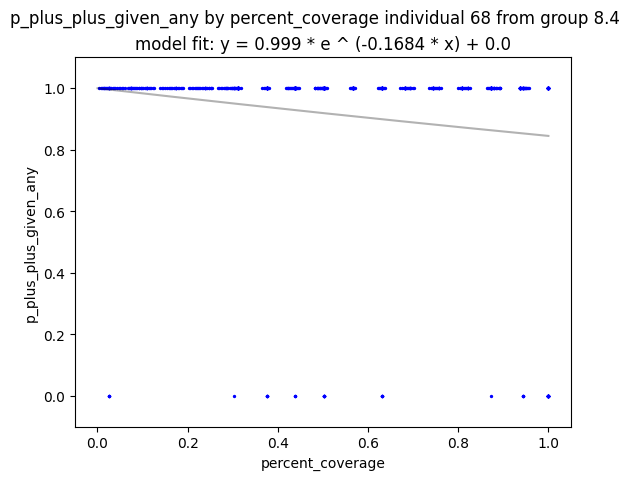 p_plus_plus_given_any by percent_coverage individual 68 from group 8.4
model fit: y = 0.999 * e ^ (-0.1684 * x) + 0.0
1.0
0.8
0.6
0.4
0.2
0.0
p_plus_plus_given_any
0.0 0.2 0.4 0.6 0.8 1.0
percent_coverage